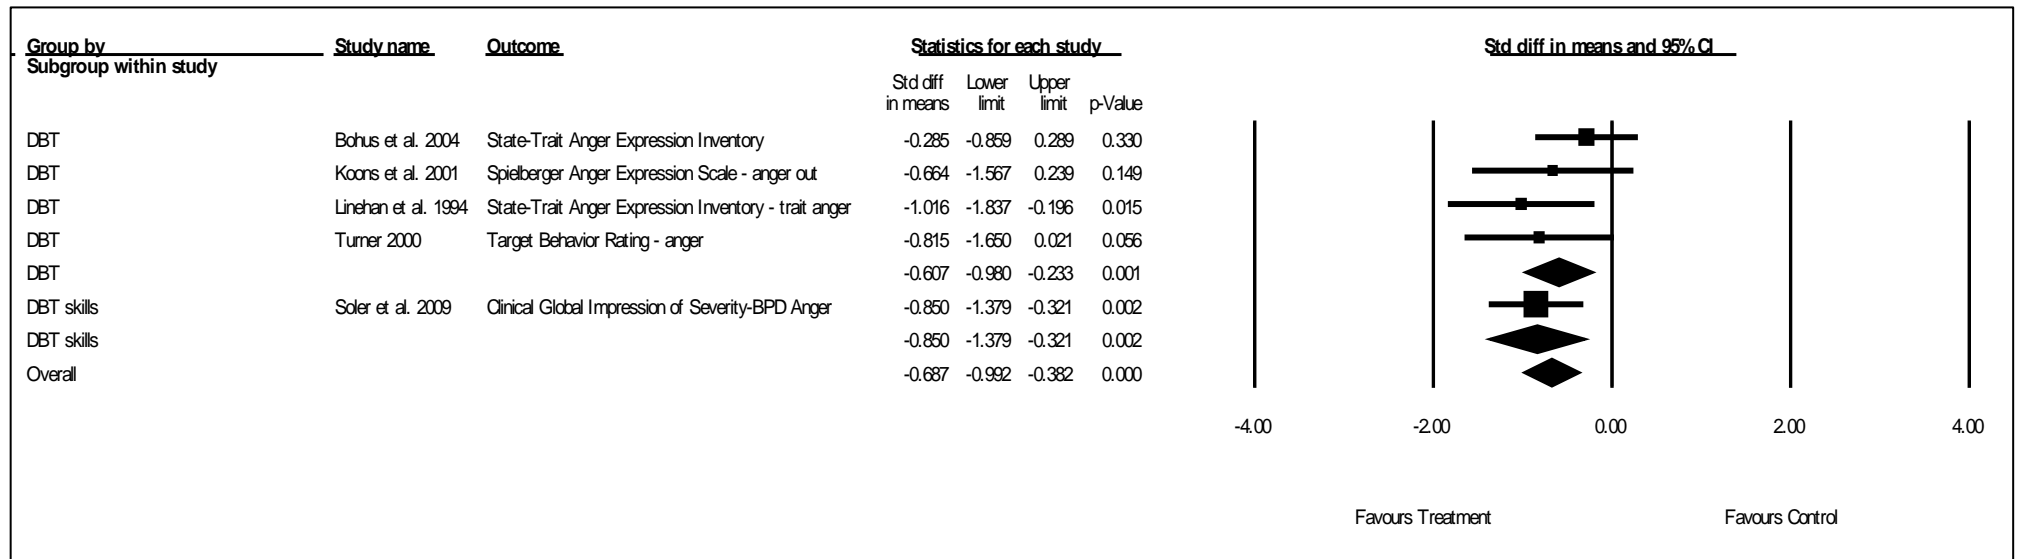 Group by Study name Outcome Statistics for each study Std diff in means and 95% CI
Subgroup within study
Std diff Lower Upper
in means limit limit p-Value
DBT Bohus et al. 2004 State-Trait Anger Expression Inventory -0.285 -0.859 0.289 0.330
DBT Koons et al. 2001 Spielberger Anger Expression Scale - anger out -0.664 -1.567 0.239 0.149
DBT Linehan et al. 1994 State-Trait Anger Expression Inventory - trait anger -1.016 -1.837 -0.196 0.015
DBT Turner 2000 Target Behavior Rating - anger -0.815 -1.650 0.021 0.056
DBT -0.607 -0.980 -0.233 0.001
DBT skills Soler et al. 2009 Clinical Global Impression of Severity-BPD Anger -0.850 -1.379 -0.321 0.002
DBT skills -0.850 -1.379 -0.321 0.002
Overall -0.687 -0.992 -0.382 0.000
-4.00 -2.00 0.00 2.00 4.00
Favours Treatment Favours Control